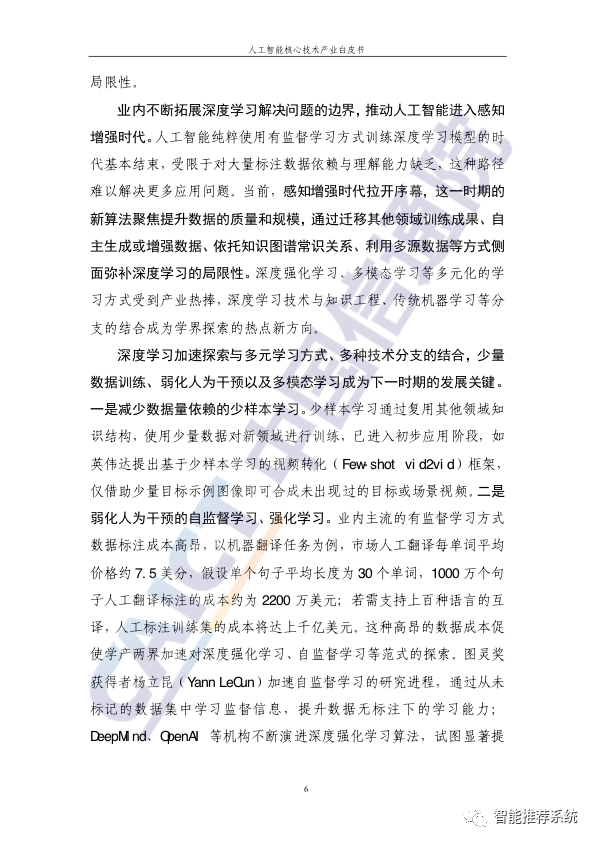 人工智能核心技术产业白皮书
局限性。
业内不断拓展深度学习解决问题的边界，推动人工智能进入感知
增强时代。人工智能纯粹使用有监督学习方式训练深度学习模型的时
代基本结束，受限于对大量标注数据依赖与理解能力缺乏，这种路径
难以解决更多应用问题。当前，感知增强时代拉开序幕，这一时期的
新算法聚焦提升数据的质量和规模，通过迁移其他领域训练成果、自
主生成或增强数据、依托知识图谱常识关系、利用多源数据等方式侧
面弥补深度学习的局限性。深度强化学习、多模态学习等多元化的学
习方式受到产业热捧，深度学习技术与知识工程、传统机器学习等分
支的结合成为学界探索的热点新方向。
深度学习加速探索与多元学习方式、多种技术分支的结合，少量
数据训练、弱化人为干预以及多模态学习成为下一时期的发展关键。
一是减少数据量依赖的少样本学习。少样本学习通过复用其他领域知
识结构，使用少量数据对新领域进行训练，已进入初步应用阶段，如
英伟达提出基于少样本学习的视频转化（Few-shot vid2vid）框架，
仅借助少量目标示例图像即可合成未出现过的目标或场景视频。二是
弱化人为干预的自监督学习、强化学习。业内主流的有监督学习方式
数据标注成本高昂，以机器翻译任务为例，市场人工翻译每单词平均
价格约 7.5 美分，假设单个句子平均长度为 30 个单词，1000 万个句
子人工翻译标注的成本约为 2200 万美元；若需支持上百种语言的互
译，人工标注训练集的成本将达上千亿美元。这种高昂的数据成本促
使学产两界加速对深度强化学习、自监督学习等范式的探索。图灵奖
获得者杨立昆（Yann LeCun）加速自监督学习的研究进程，通过从未
标记的数据集中学习监督信息，提升数据无标注下的学习能力；
DeepMind、OpenAI 等机构不断演进深度强化学习算法，试图显著提
CAICT 中国信通院
6
智能推荐系统